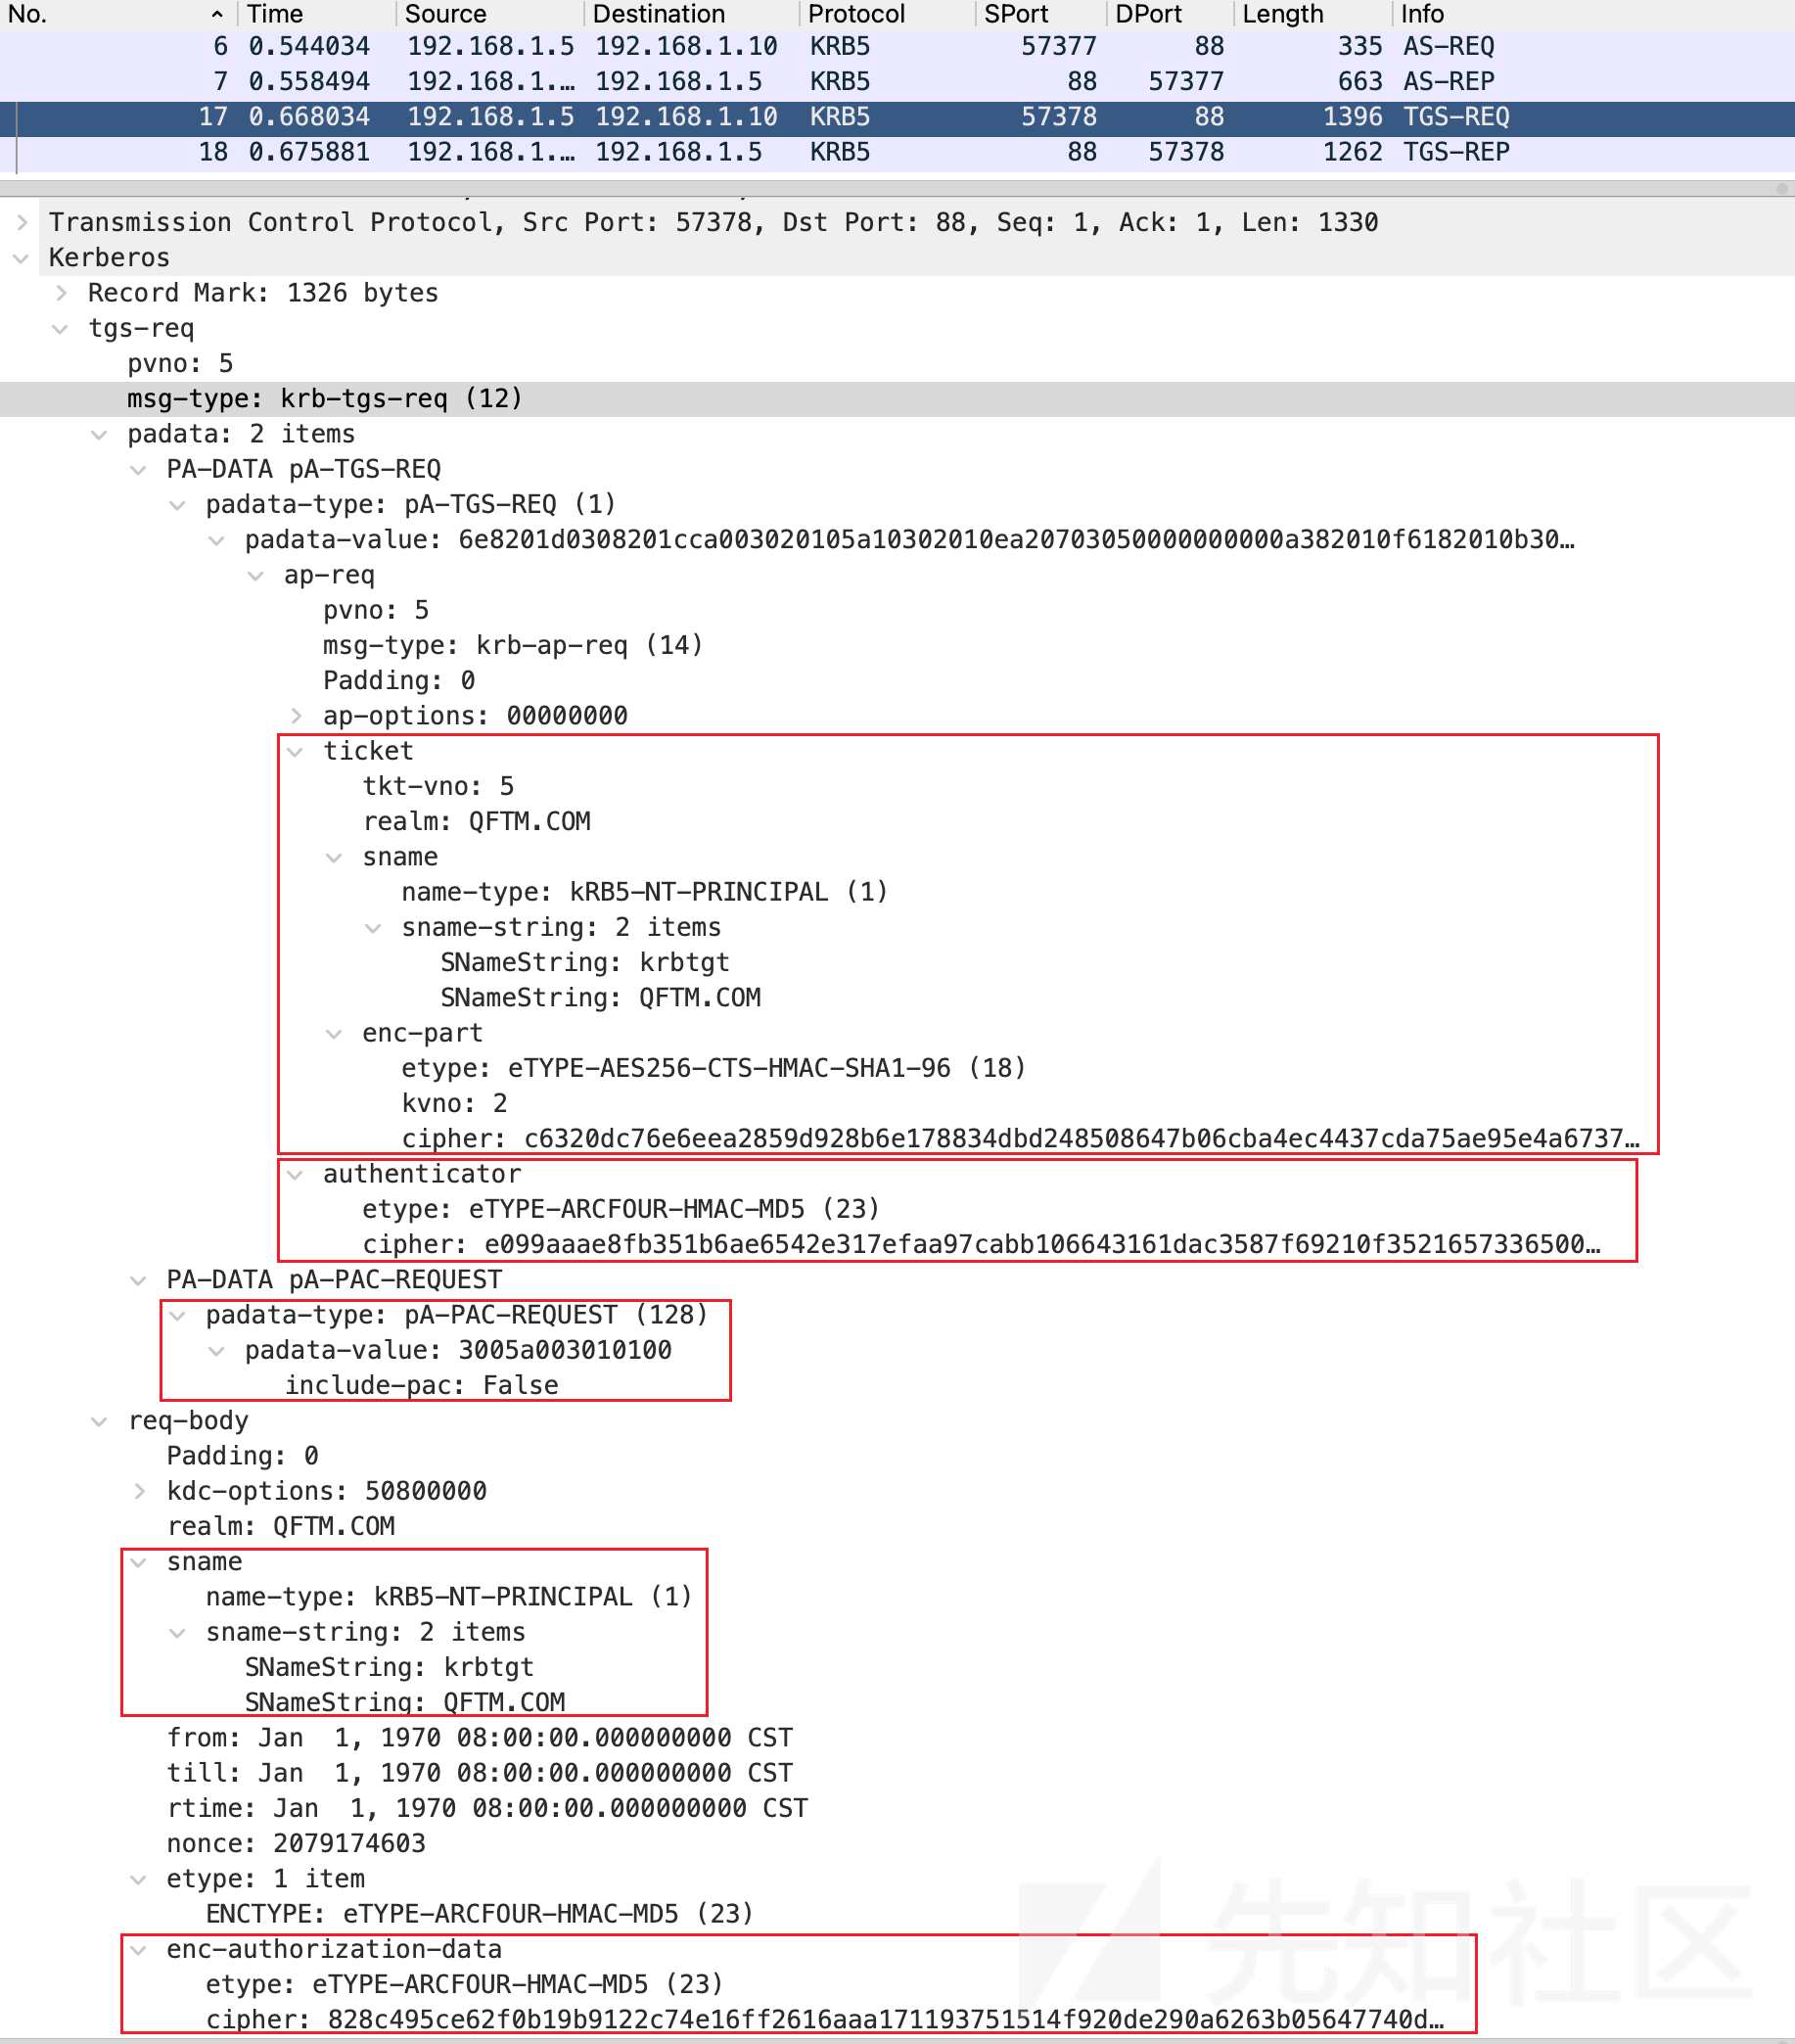 No. Time Source Destination Protocol SPort DPort Length Info
6 0.544034 192.168.1.5 192.168.1.10 KRB5 57377 88 335 AS-REQ
7 0.558494 192.168.1.… 192.168.1.5 KRB5 88 57377 663 AS-REP
17 0.668034 192.168.1.5 192.168.1.10 KRB5 57378 88 1396 TGS-REQ
18 0.675881 192.168.1.… 192.168.1.5 KRB5 88 57378 1262 TGS-REP
Transmission Control Protocol, Src Port: 57378, Dst Port: 88, Seq: 1, Ack: 1, Len: 1330
Kerberos
Record Mark: 1326 bytes
tgs-req
pvno: 5
msg-type: krb-tgs-req (12)
padata: 2 items
PA-DATA pA-TGS-REQ
padata-type: pA-TGS-REQ (1)
padata-value: 6e8201d0308201cca003020105a10302010ea20703050000000000a382010f6182010b30…
ap-req
pvno: 5
msg-type: krb-ap-req (14)
Padding: 0
ap-options: 00000000
ticket
tkt-vno: 5
realm: QFTM.COM
sname
name-type: kRB5-NT-PRINCIPAL (1)
sname-string: 2 items
SNameString: krbtgt
SNameString: QFTM.COM
enc-part
etype: eTYPE-AES256-CTS-HMAC-SHA1-96 (18)
kvno: 2
cipher: c6320dc76e6eea2859d928b6e178834dbd248508647b06cba4ec4437cda75ae95e4a6737…
authenticator
etype: eTYPE-ARCFOUR-HMAC-MD5 (23)
cipher: e099aaae8fb351b6ae6542e317efaa97cabb106643161dac3587f69210f3521657336500…
PA-DATA pA-PAC-REQUEST
padata-type: pA-PAC-REQUEST (128)
padata-value: 3005a003010100
include-pac: False
req-body
Padding: 0
kdc-options: 50800000
realm: QFTM.COM
sname
name-type: kRB5-NT-PRINCIPAL (1)
sname-string: 2 items
SNameString: krbtgt
SNameString: QFTM.COM
from: Jan  1, 1970 08:00:00.000000000 CST
till: Jan  1, 1970 08:00:00.000000000 CST
rtime: Jan  1, 1970 08:00:00.000000000 CST
nonce: 2079174603
etype: 1 item
ENCTYPE: eTYPE-ARCFOUR-HMAC-MD5 (23)
enc-authorization-data
etype: eTYPE-ARCFOUR-HMAC-MD5 (23)
cipher: 828c495ce62f0b19b9122c74e16ff2616aaa171193751514f920de290a6263b05647740d…
先知社区